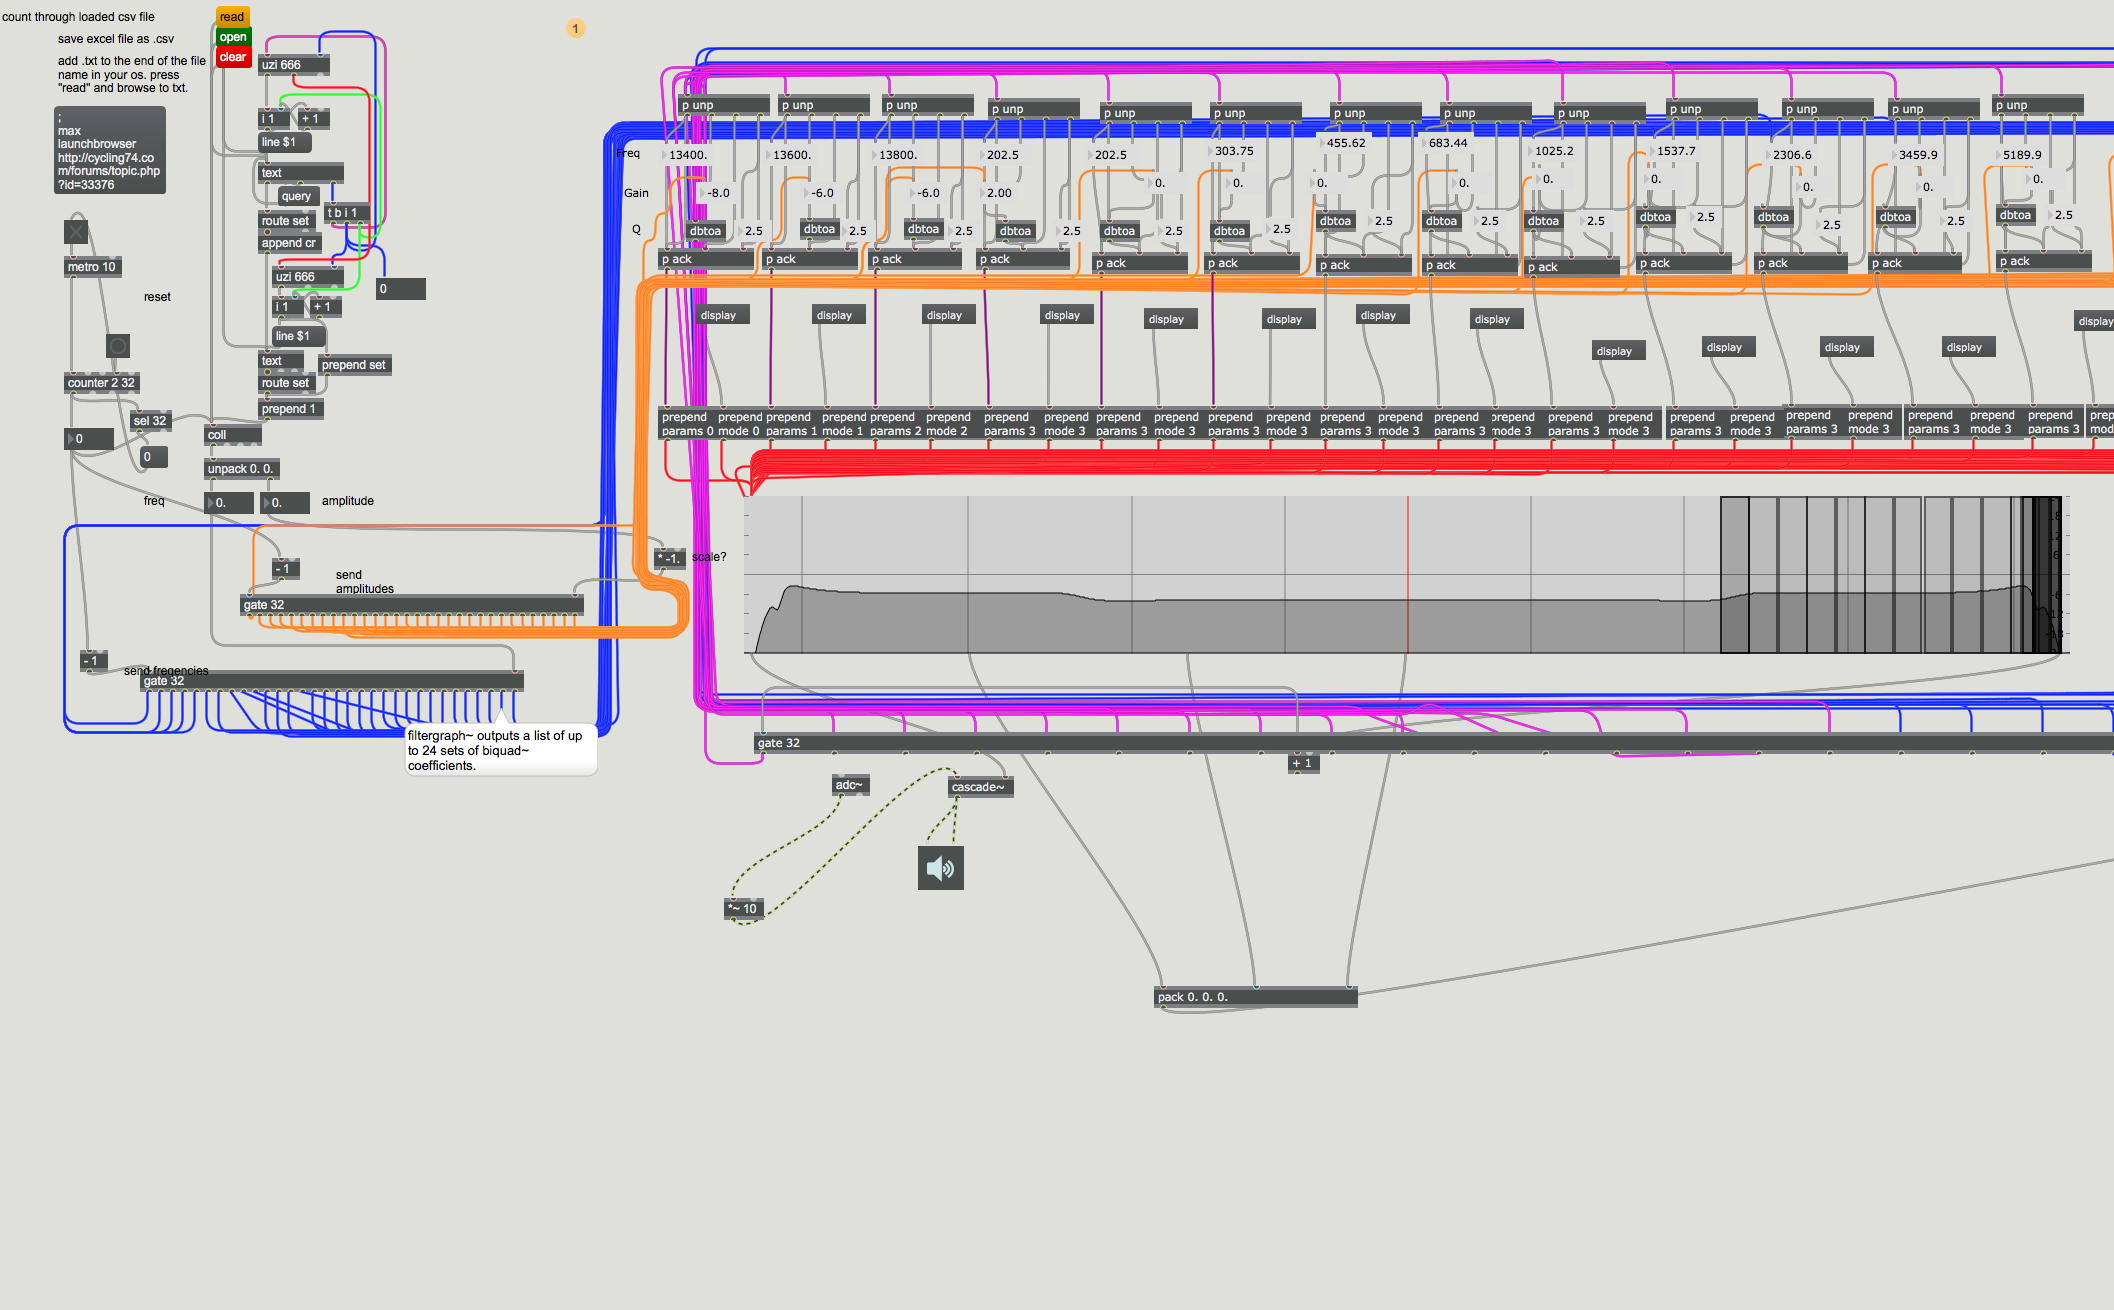 count through loaded csv file
read
save excel file as .csv
open
add .txt to the end of the file
name in your os. press
"read" and browse to txt.
clear
uzi 666
1
;
max
launchbrowser
http://cycling74.co
m/forums/topic.php
?id=33376
i 1
+ 1
line $1
text
query
route set
t b i 1
append cr
uzi 666
0
i 1
+ 1
line $1
text
prepend set
route set
prepend 1
metro 10
reset
counter 2 32
sel 32
0
0
coll
unpack 0. 0.
freq
0.
0.
amplitude
- 1
send
amplitudes
gate 32
- 1
send freqencies
gate 32
filtergraph~ outputs a list of up
to 24 sets of biquad~
coefficients.
* -1.
scale?
p unp
p unp
p unp
p unp
p unp
p unp
p unp
p unp
p unp
p unp
p unp
p unp
p unp
Freq
13400.
13600.
13800.
202.5
202.5
303.75
455.62
683.44
1025.2
1537.7
2306.6
3459.9
5189.9
Gain
-8.0
-6.0
-6.0
2.00
0.
0.
0.
0.
0.
0.
0.
0.
0.
Q
dbtoa
2.5
dbtoa
2.5
dbtoa
2.5
dbtoa
2.5
dbtoa
2.5
dbtoa
2.5
dbtoa
2.5
dbtoa
2.5
dbtoa
2.5
dbtoa
2.5
dbtoa
2.5
dbtoa
2.5
dbtoa
2.5
p ack
p ack
p ack
p ack
p ack
p ack
p ack
p ack
p ack
p ack
p ack
p ack
p ack
display
display
display
display
display
display
display
display
display
display
display
display
display
prepend params 0
prepend mode 0
prepend params 1
prepend mode 1
prepend params 2
prepend mode 2
prepend params 3
prepend mode 3
prepend params 3
prepend mode 3
prepend params 3
prepend mode 3
prepend params 3
prepend mode 3
prepend params 3
prepend mode 3
prepend params 3
prepend mode 3
prepend params 3
prepend mode 3
prepend params 3
prepend mode 3
prepend params 3
prepend mode 3
prepend params 3
gate 32
+ 1
adc~
cascade~
*~ 10
pack 0. 0. 0.